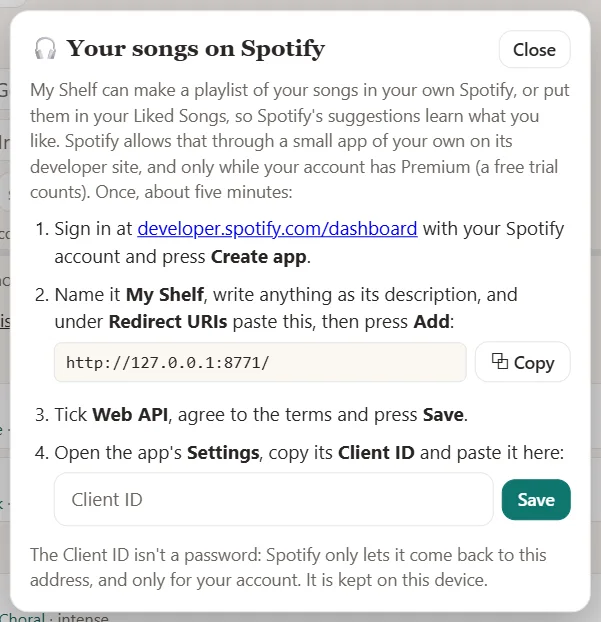 Your songs on Spotify
Close
My Shelf can make a playlist of your songs in your own Spotify, or put
them in your Liked Songs, so Spotify's suggestions learn what you
like. Spotify allows that through a small app of your own on its
developer site, and only while your account has Premium (a free trial
counts). Once, about five minutes:
1. Sign in at developer.spotify.com/dashboard with your Spotify
account and press Create app.
2. Name it My Shelf, write anything as its description, and
under Redirect URIs paste this, then press Add:
http://127.0.0.1:8771/
Copy
3. Tick Web API, agree to the terms and press Save.
4. Open the app's Settings, copy its Client ID and paste it here:
Client ID
Save
The Client ID isn't a password: Spotify only lets it come back to this
address, and only for your account. It is kept on this device.
Choral · intense